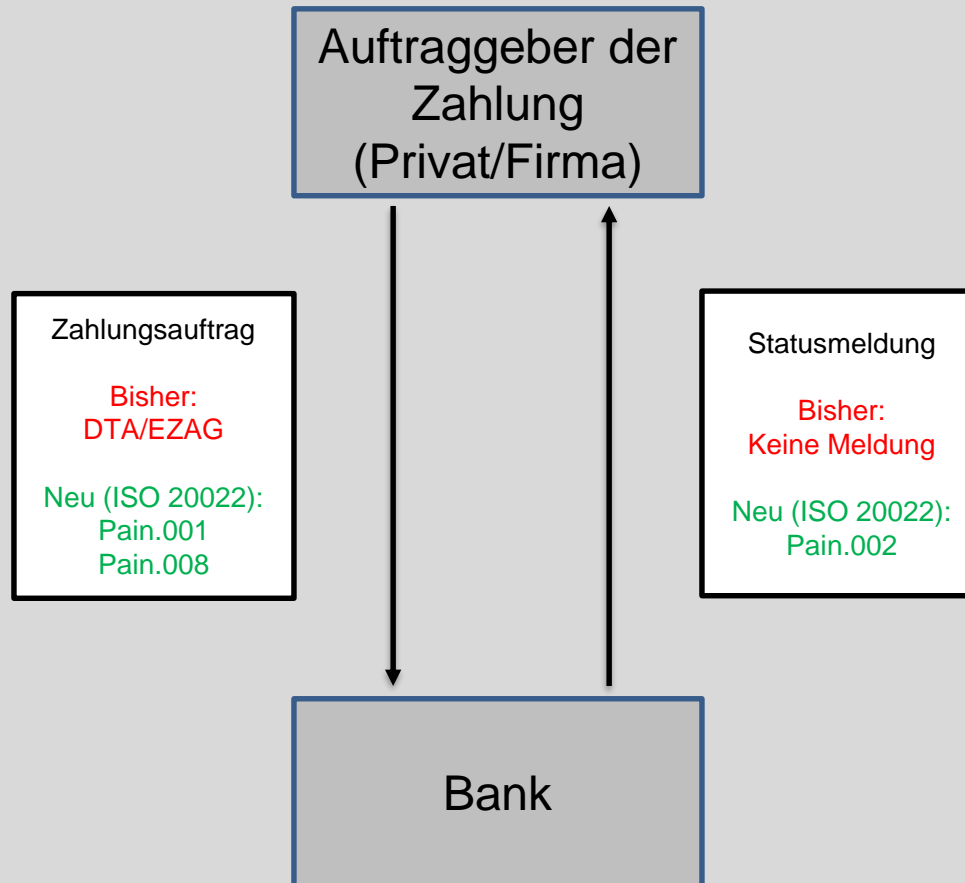 Auftraggeber der
Zahlung
(Privat/Firma)
Zahlungsauftrag
Bisher:
DTA/EZAG
Neu (ISO 20022):
Pain.001
Pain.008
Statusmeldung
Bisher:
Keine Meldung
Neu (ISO 20022):
Pain.002
Bank